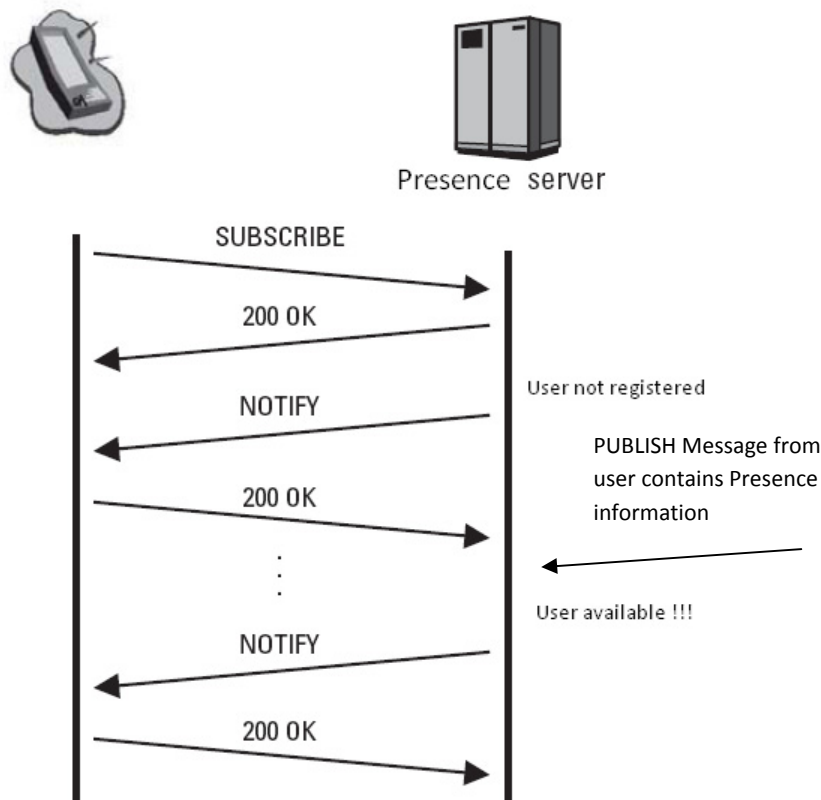 Presence server
SUBSCRIBE
200 OK
User not registered
NOTIFY
PUBLISH Message from
user contains Presence
information
200 OK
User available !!!
NOTIFY
200 OK